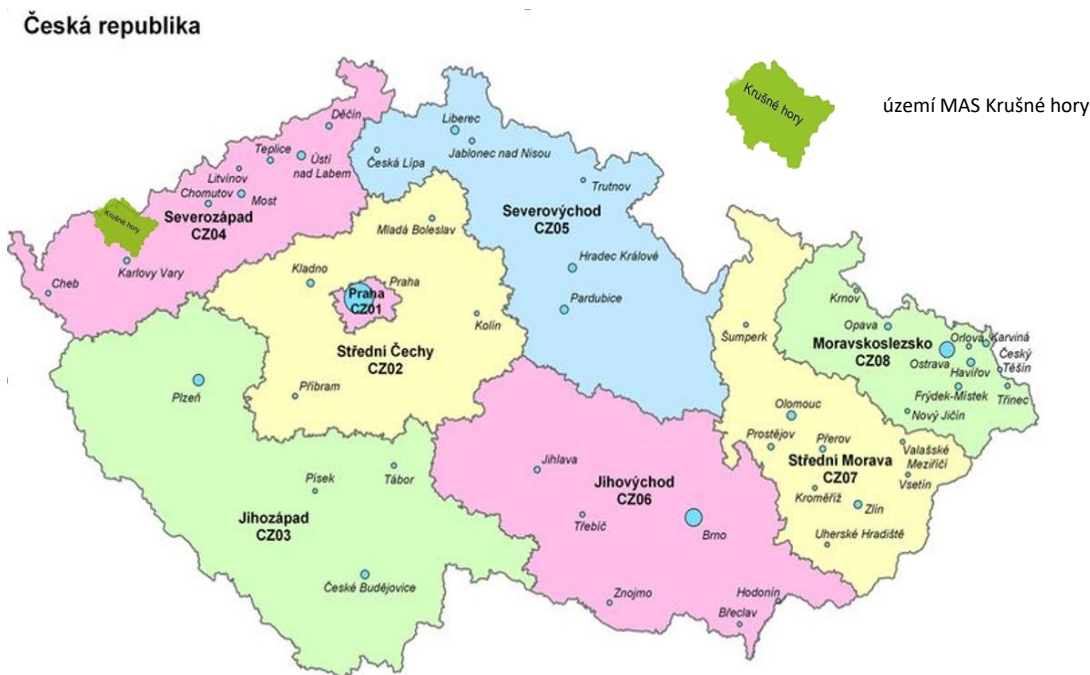 Česká republika
Krušné hory
území MAS Krušné hory
Děčín
Liberec
Teplice
Ústí
nad Labem
Jablonec nad Nisou
Česká Lípa
Litvínov
Chomutov
Most
Trutnov
Krušné hory
Severozápad
CZ04
Severovýchod
CZ05
Mladá Boleslav
Karlovy Vary
Cheb
Hradec Králové
Kladno
Praha
Praha
CZ01
Pardubice
Kolín
Krnov
Opava
Šumperk
Orlová
Karviná
Moravskoslezsko
CZ08
Ostrava
Havířov
Český
Těšín
Střední Čechy
CZ02
Plzeň
Příbram
Frýdek-Místek
Třinec
Olomouc
Nový Jičín
Prostějov
Přerov
Valašské
Meziříčí
Střední Morava
CZ07
Vsetín
Jihlava
Tábor
Písek
Jihovýchod
CZ06
Kroměříž
Zlín
Jihozápad
CZ03
Třebíč
Brno
Uherské Hradiště
České Budějovice
Znojmo
Hodonín
Břeclav